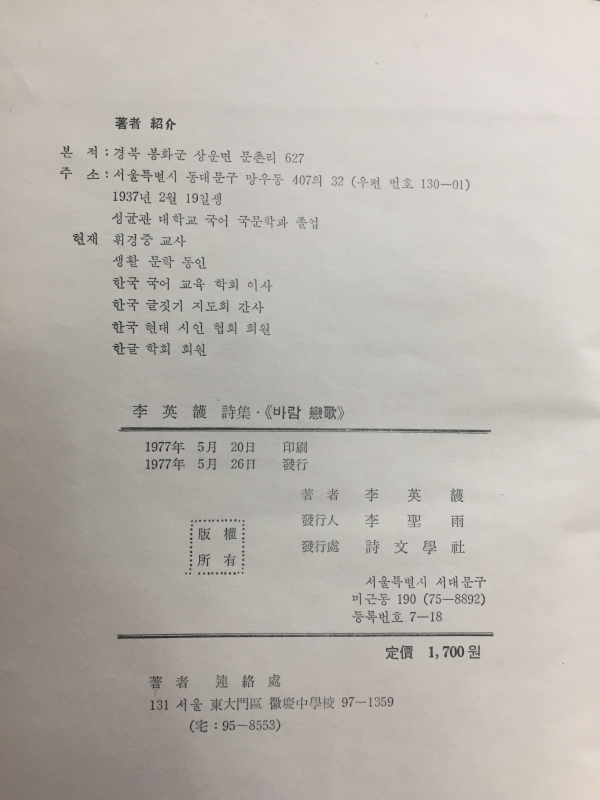 著者 紹介
본 적 : 경북 봉화군 상운면 문촌리 627
주 소 : 서울특별시 동대문구 망우동 407의 32 (우편 번호 130—01)
1937년 2월 19일생
성균관 대학교 국어 국문학과 졸업
현재 휘경중 교사
생활 문학 동인
한국 국어 교육 학회 이사
한국 글짓기 지도회 간사
한국 현대 시인 협회 회원
한글 학회 회원
李 英 護 詩集·《바람 戀歌》
1977年 5月 20日 印刷
1977年 5月 26日 發行
著 者 李 英 護
發行人 李 聖 雨
發行處 詩 文 學 社
版 權
所 有
서울특별시 서대문구
미근동 190 (75—8892)
등록번호 7—18
定價 1,700원
著 者 連 絡 處
131 서울 東大門區 徽慶中學校 97—1359
(宅 : 95—8553)